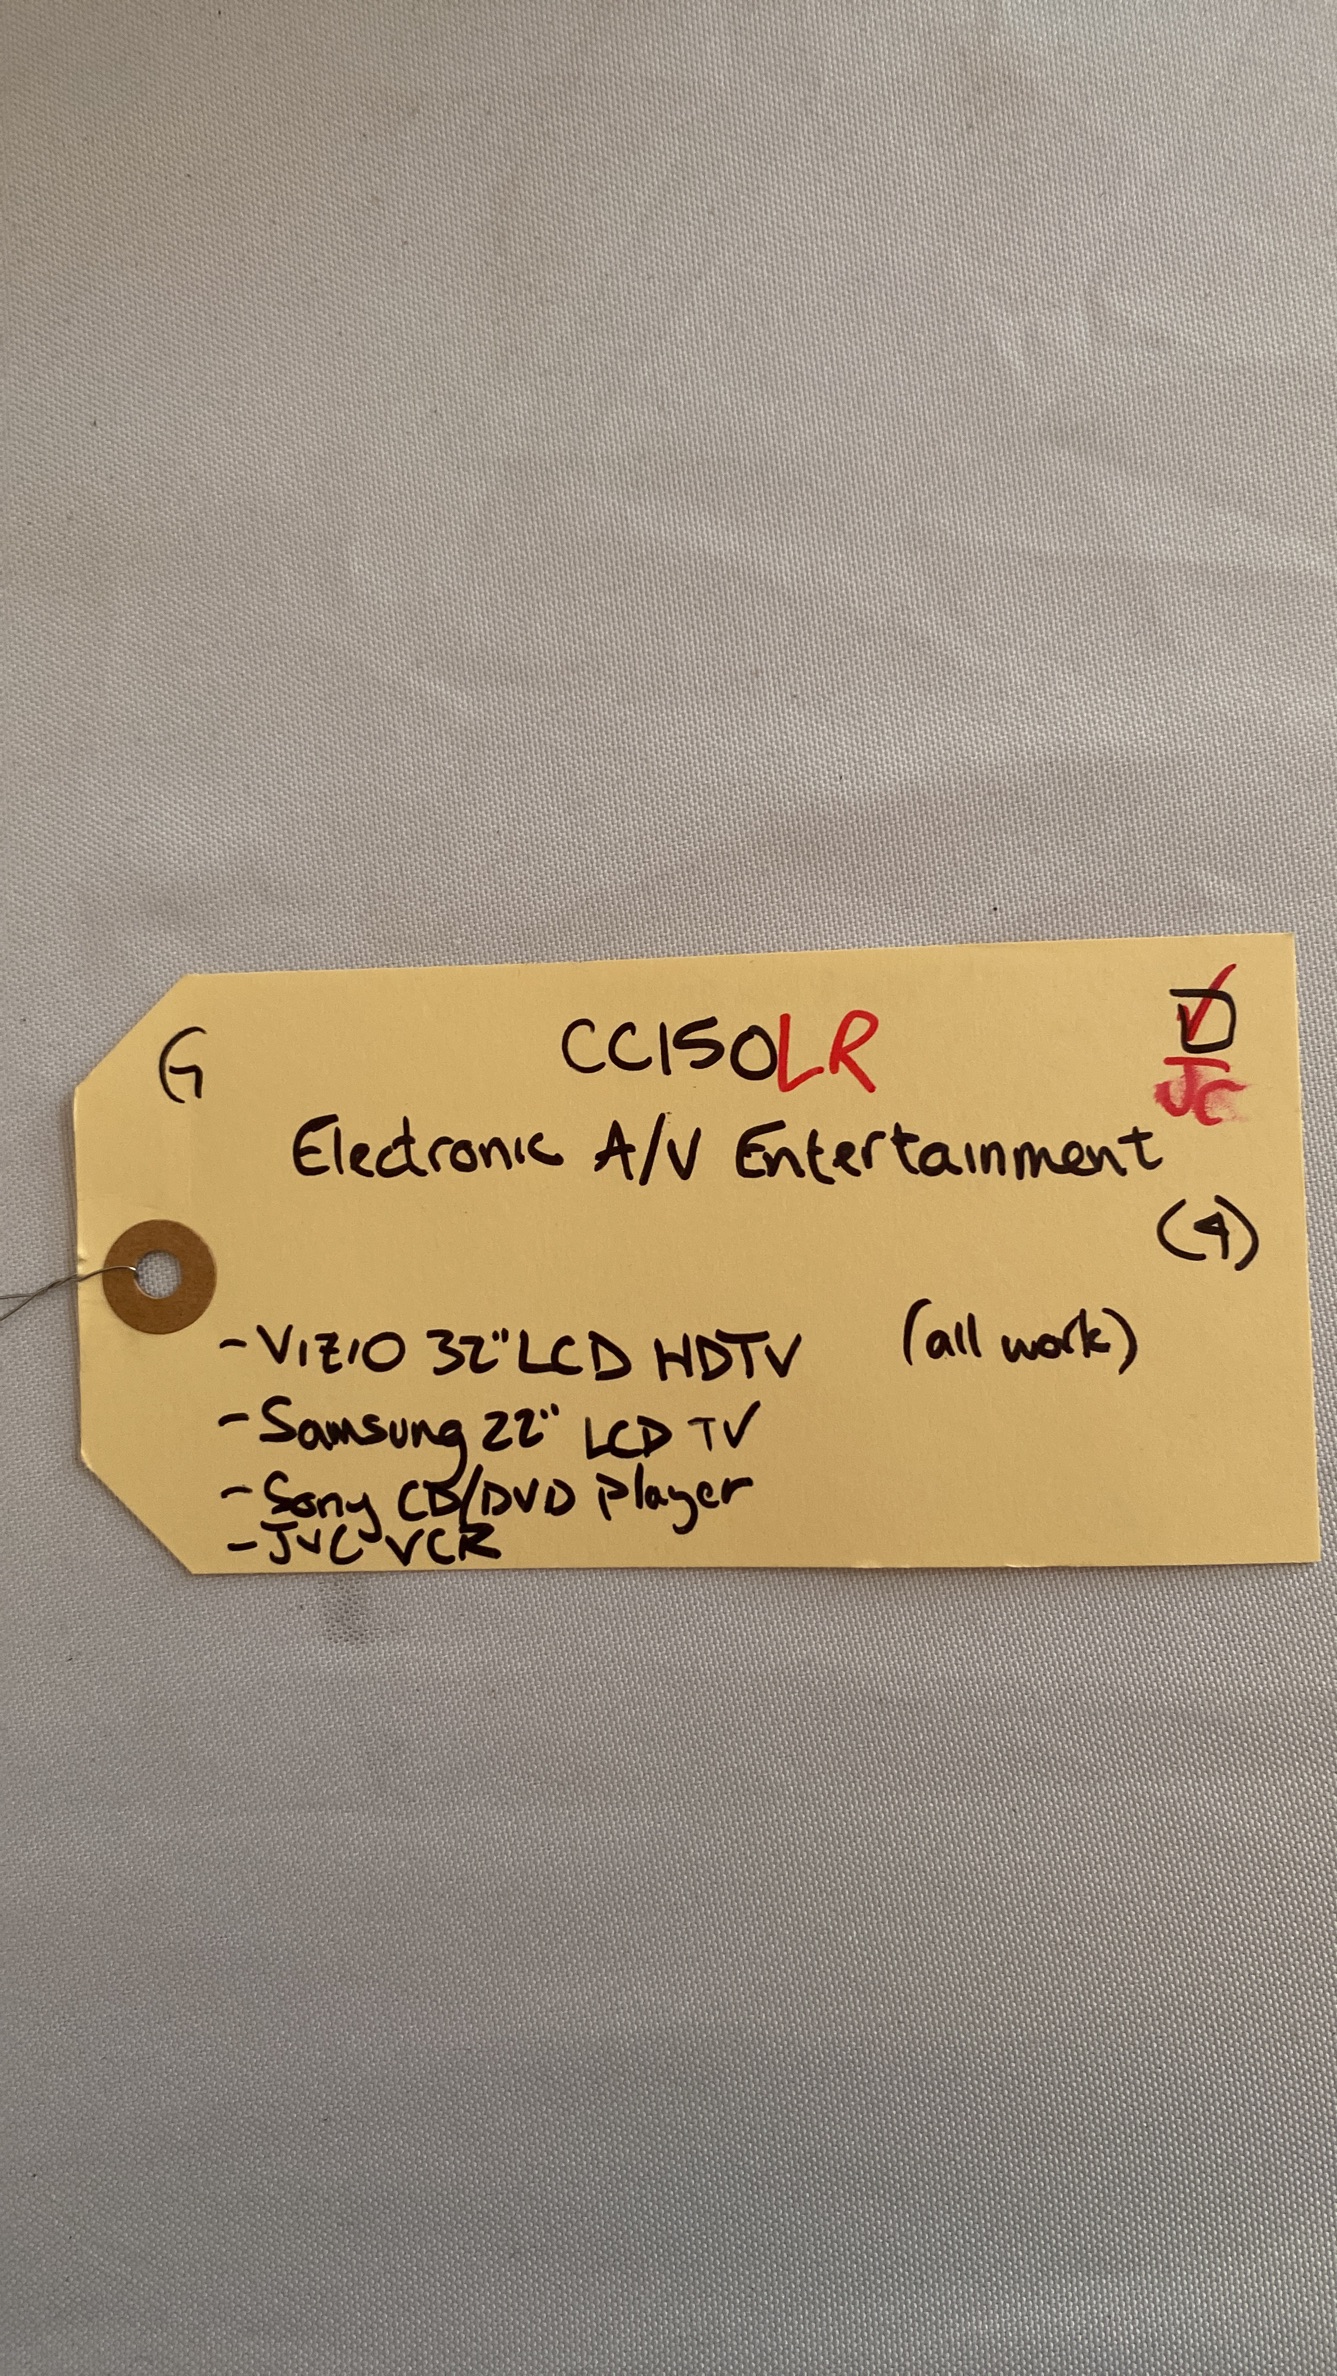 G
CC150LR
JC
Electronic A/V Entertainment
(4)
-VIZIO 32" LCD HDTV (all work)
-Samsung 22" LCD TV
-Sony CD/DVD Player
-JVC VCR